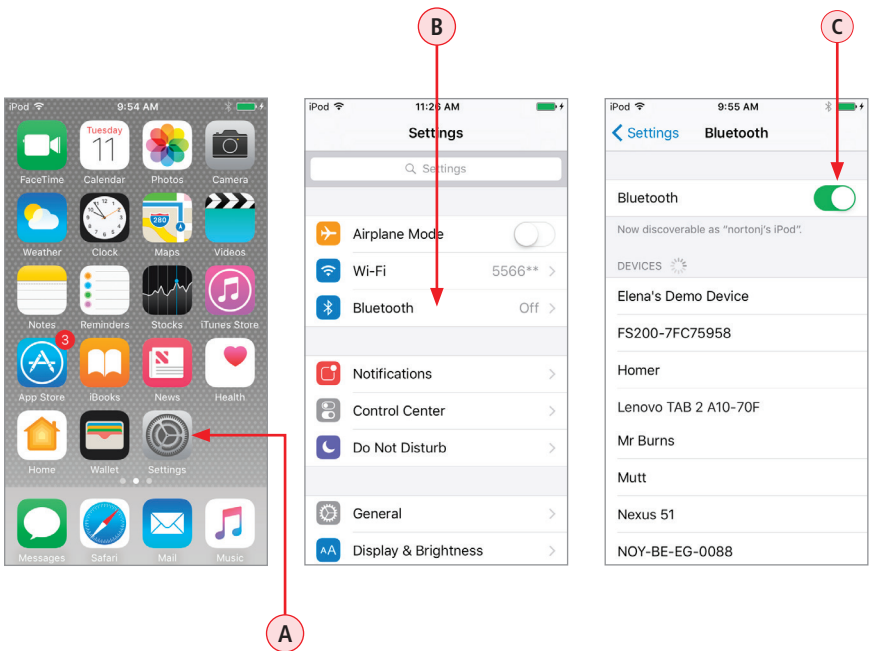 B
C
iPod 9:54 AM
Tuesday
11
FaceTime Calendar Photos Camera
280
Weather Clock Maps Videos
Notes Reminders Stocks iTunes Store
3
App Store iBooks News Health
Home Wallet Settings
Messages Safari Mail Music
A
iPod 11:26 AM
Settings
Settings
Airplane Mode
Wi-Fi 5566**
Bluetooth Off
Notifications
Control Center
Do Not Disturb
General
AA Display & Brightness
iPod 9:55 AM
Settings Bluetooth
Bluetooth
Now discoverable as “nortonj’s iPod”.
DEVICES
Elena's Demo Device
FS200-7FC75958
Homer
Lenovo TAB 2 A10-70F
Mr Burns
Mutt
Nexus 51
NOY-BE-EG-0088